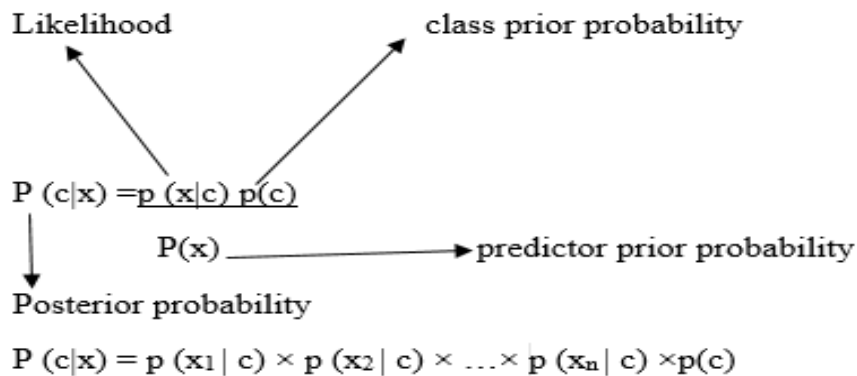 Likelihood class prior probability
P (c|x) =p (x|c) p(c)
P(x) predictor prior probability
Posterior probability
P (c|x) = p (x₁ | c) × p (x₂ | c) × …× p (xₙ | c) ×p(c)